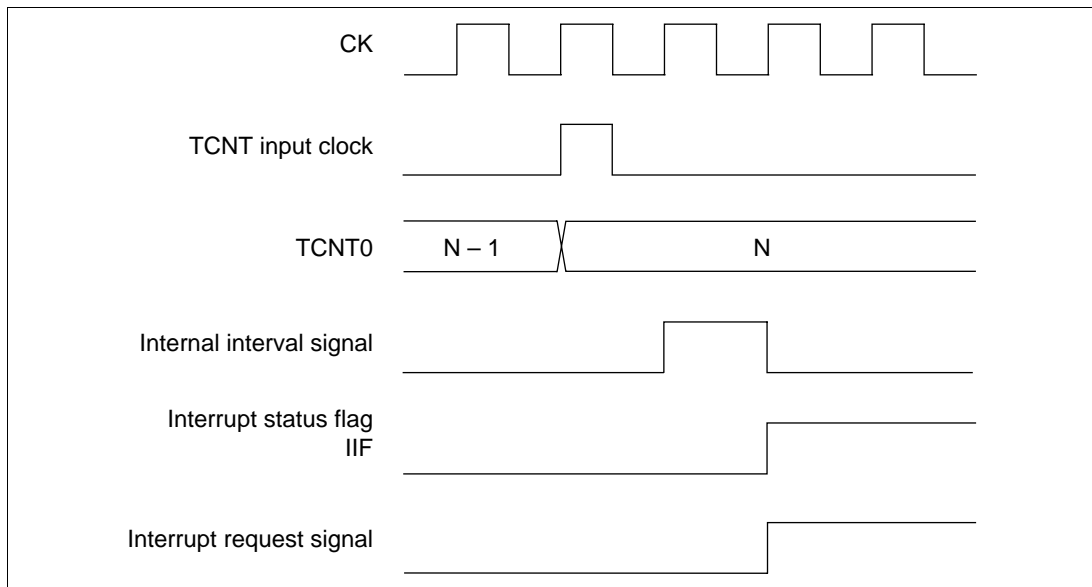 CK
TCNT input clock
TCNT0
N – 1
N
Internal interval signal
Interrupt status flag
IIF
Interrupt request signal